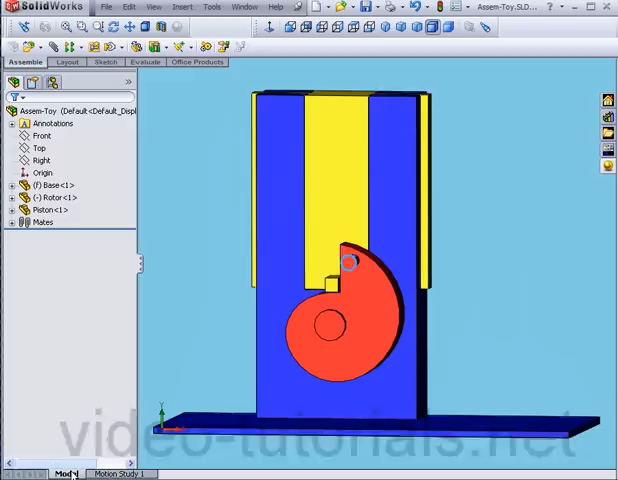 SolidWorks
File Edit View Insert Tools Assem-Toy.SLD...
Assemble Layout Sketch Evaluate Office Products
Assem-Toy (Default<Default_Displ
Annotations
Front
Top
Right
Origin
(f) Base<1>
(-) Rotor<1>
Piston<1>
Mates
video-tutorials.net
Model Motion Study 1